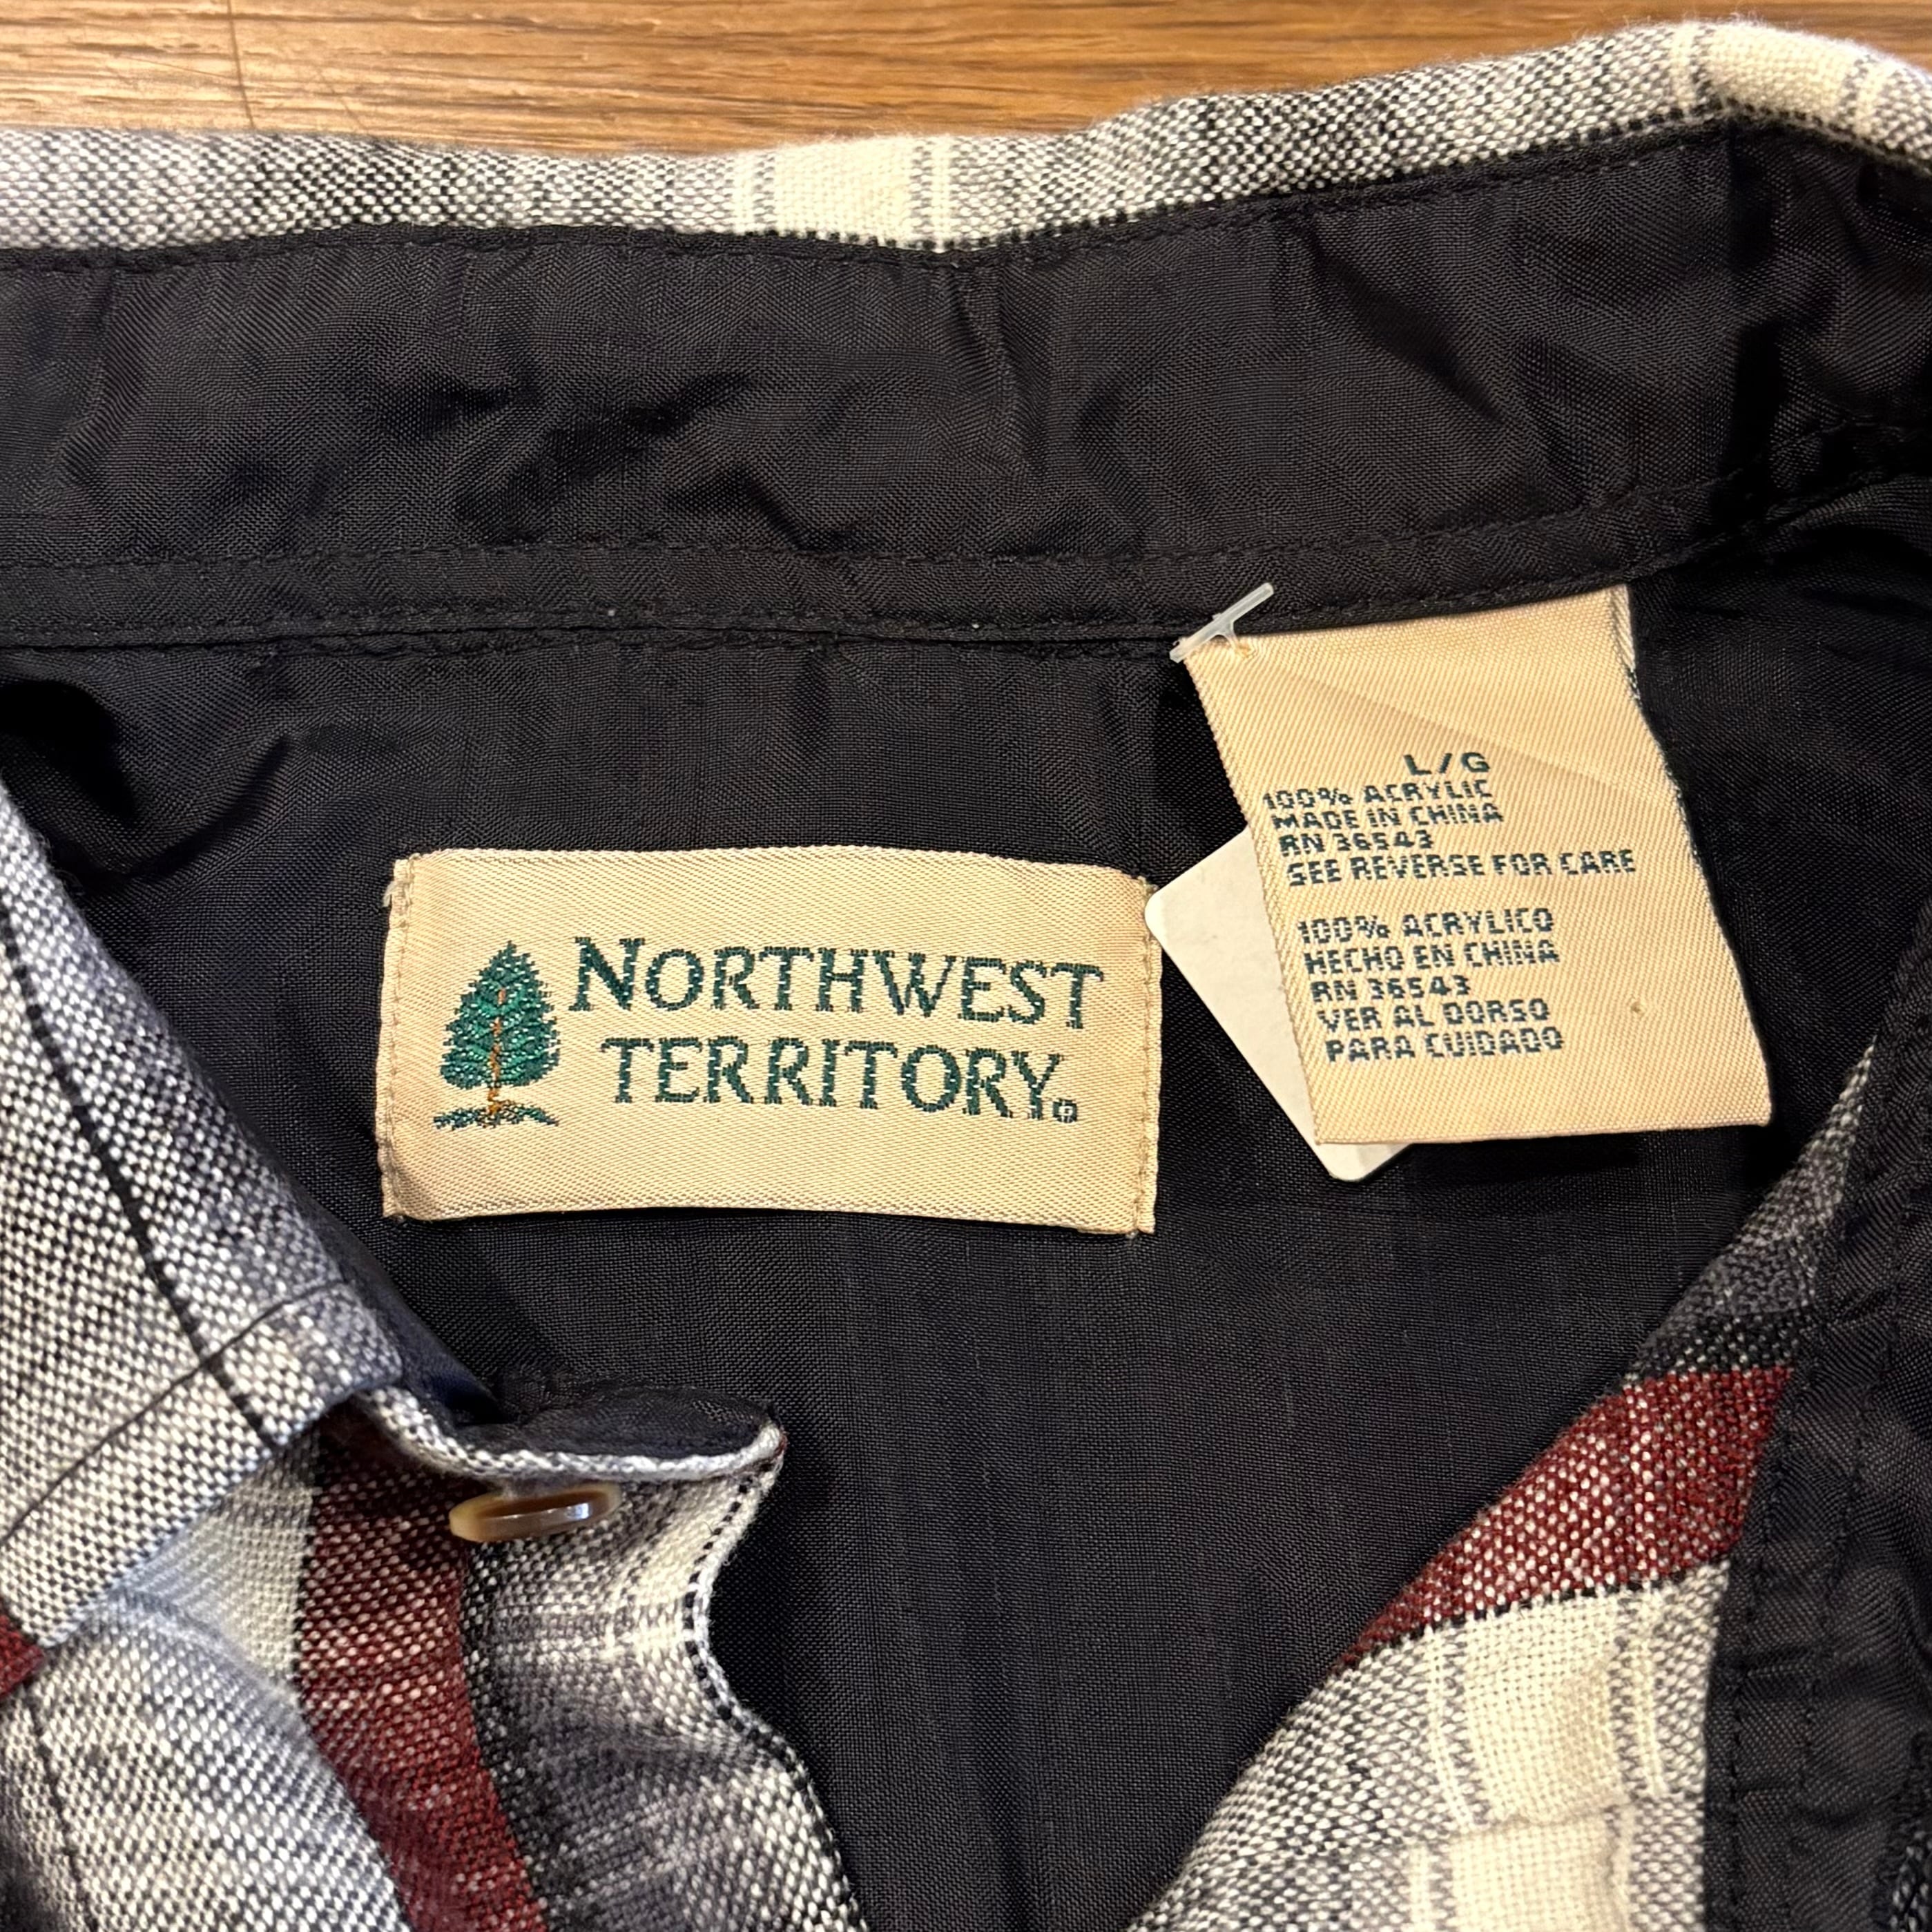 NORTHWEST
TERRITORY®
L/G
100% ACRYLIC
MADE IN CHINA
RN 36543
SEE REVERSE FOR CARE
100% ACRYLICO
HECHO EN CHINA
RN 36543
VER AL DORSO
PARA CUIDADO